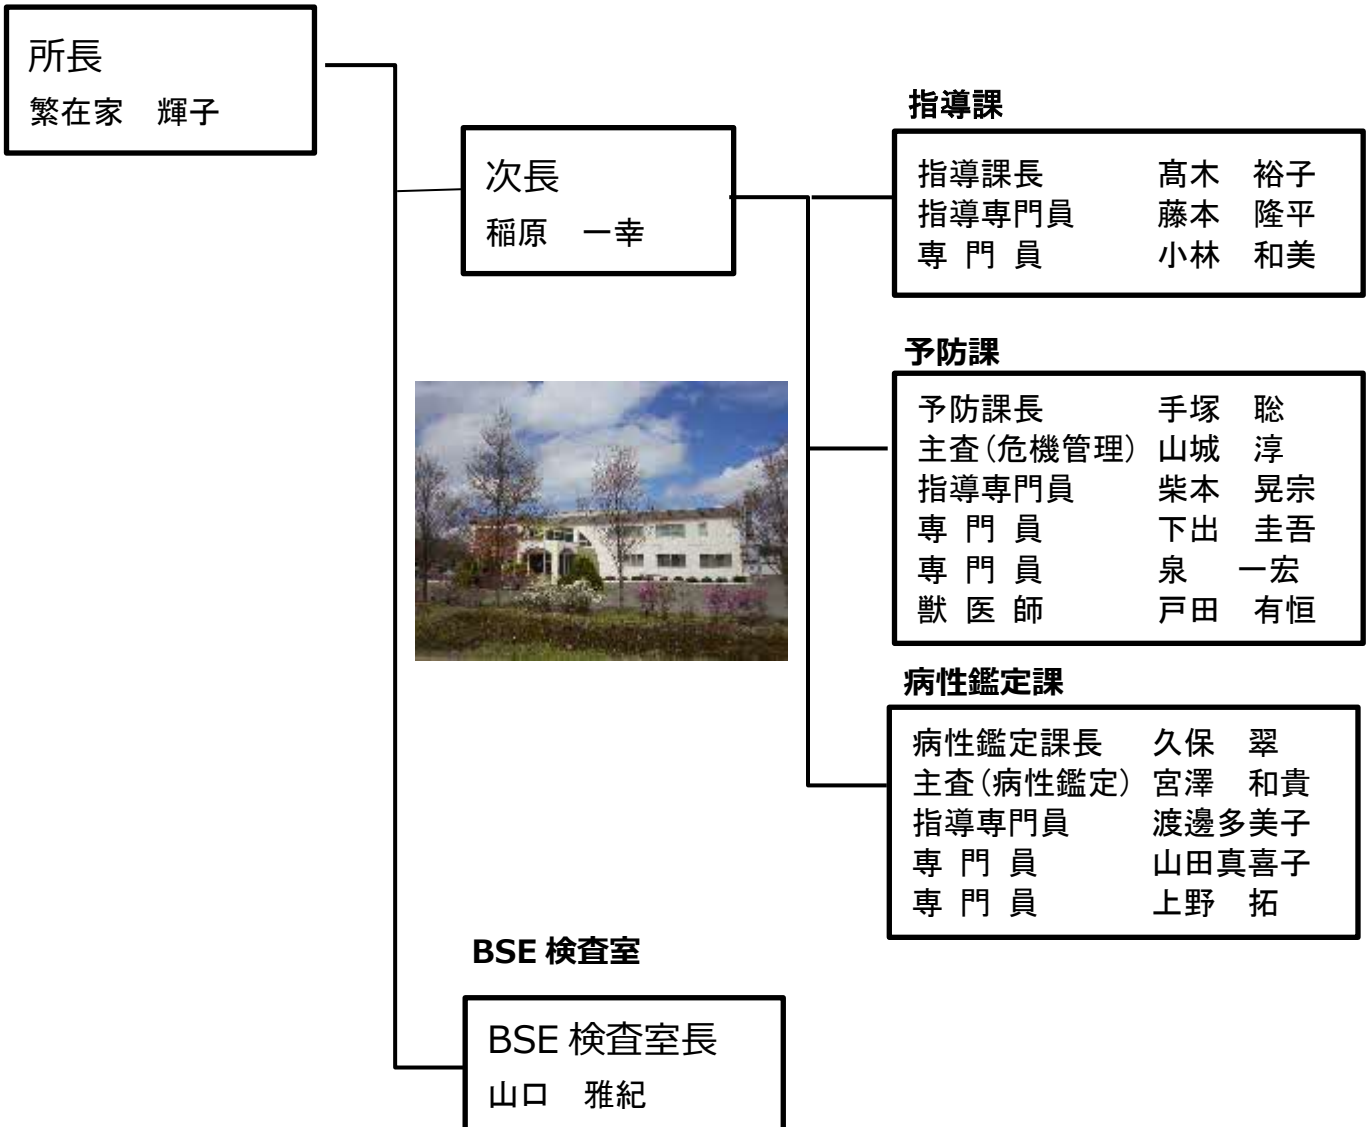 所長
繁在家　輝子
次長
稲原　一幸
指導課
指導課長　髙木　裕子
指導専門員　藤本　隆平
専 門 員　小林　和美
予防課
予防課長　手塚　聡
主査（危機管理）　山城　淳
指導専門員　柴本　晃宗
専 門 員　下出　圭吾
専 門 員　泉　一宏
獣 医 師　戸田　有恒
病性鑑定課
病性鑑定課長　久保　翠
主査（病性鑑定）　宮澤　和貴
指導専門員　渡邊多美子
専 門 員　山田真喜子
専 門 員　上野　拓
BSE 検査室
BSE 検査室長
山口　雅紀